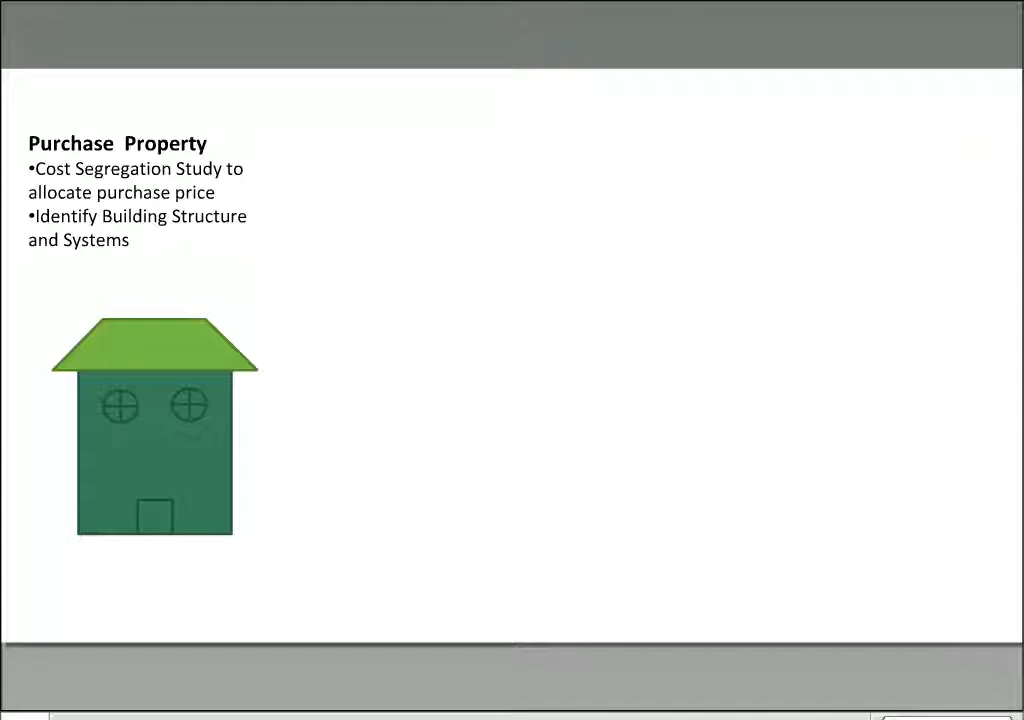 Purchase  Property
•Cost Segregation Study to
allocate purchase price
•Identify Building Structure
and Systems